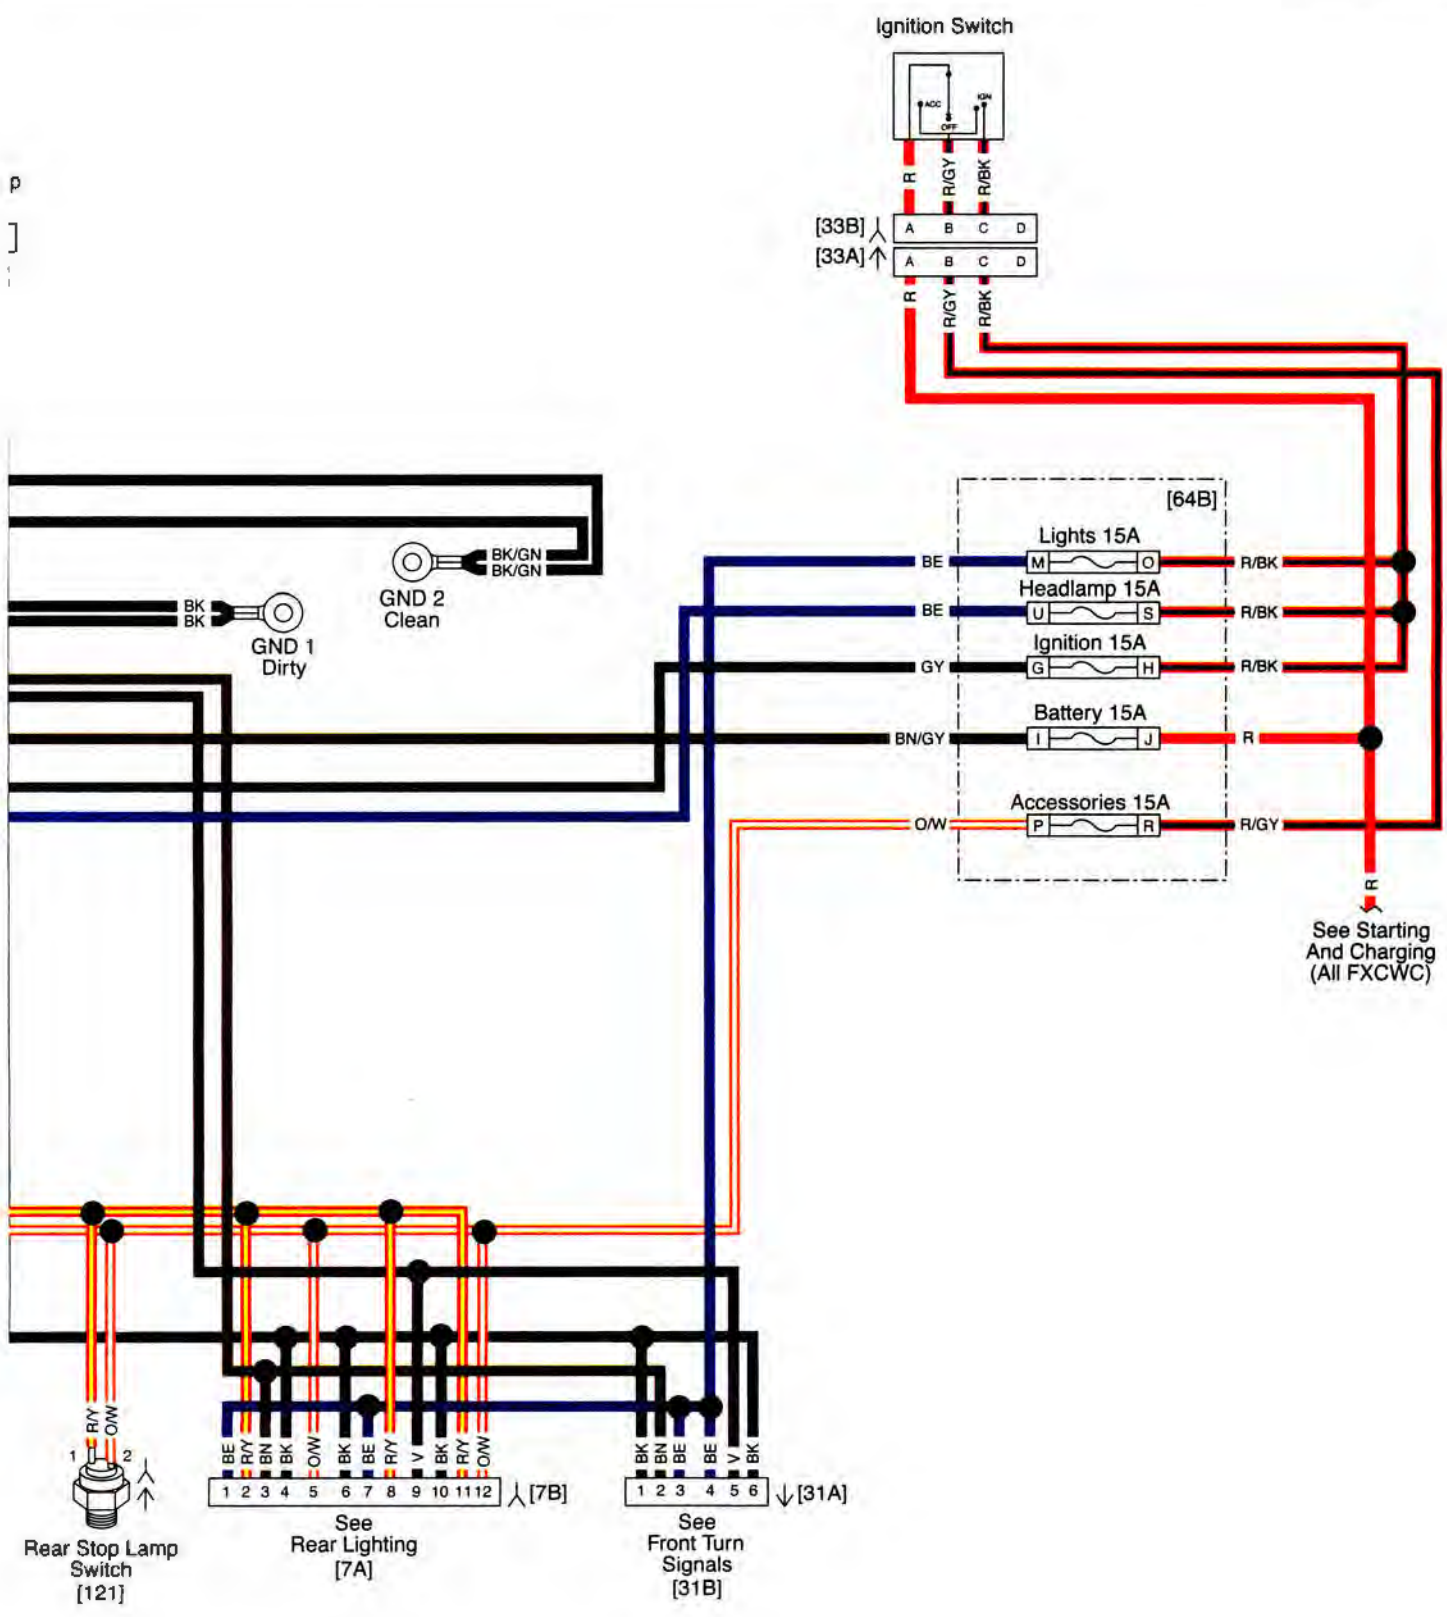 Ignition Switch
ACC
IGN
OFF
R
R/GY
R/BK
p
]
[33B]
A B C D
[33A]
A B C D
R
R/GY
R/BK
[64B]
Lights 15A
BE
M
O
R/BK
BK/GN
BK/GN
GND 2
Clean
Headlamp 15A
BE
U
S
R/BK
BK
BK
GND 1
Dirty
Ignition 15A
GY
G
H
R/BK
Battery 15A
BN/GY
I
J
R
Accessories 15A
O/W
P
R
R/GY
R
See Starting
And Charging
(All FXCWC)
R/Y
O/W
1
2
BE R/Y BN BK O/W BK BE R/Y V BK R/Y O/W
1 2 3 4 5 6 7 8 9 10 11 12
[7B]
BK BN BE BE V BK
1 2 3 4 5 6
[31A]
Rear Stop Lamp
Switch
[121]
See
Rear Lighting
[7A]
See
Front Turn
Signals
[31B]